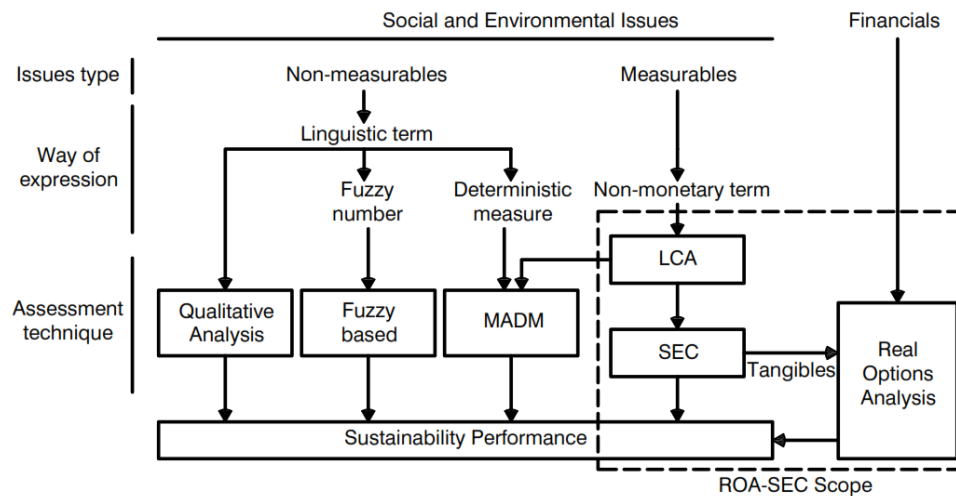 Social and Environmental Issues
Financials
Issues type
Non-measurables
Measurables
Linguistic term
Way of
expression
Fuzzy
number
Deterministic
measure
Non-monetary term
LCA
Assessment
technique
Qualitative
Analysis
Fuzzy
based
MADM
SEC
Tangibles
Real
Options
Analysis
Sustainability Performance
ROA-SEC Scope